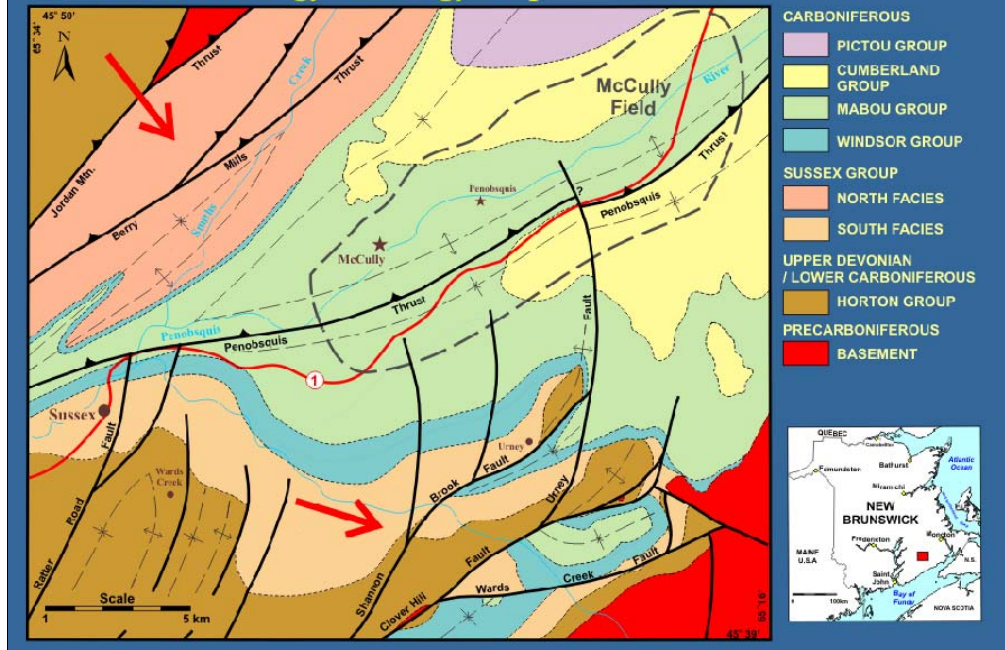 45° 50'
65° 34'
N
Thrust
Creek
Thrust
Mills
Jordan Mtn.
Berry
Smiths
McCully
Field
River
Thrust
Penobsquis
?
Penobsquis
McCully
Thrust
Fault
Penobsquis
Penobscuis
1
Sussex
Fault
Urney
Fault
Wards
Creek
Brook
Urney
Road
Ratter
Fault
Creek
Fault
Wards
Shannon
Clover Hill
Scale
1
5 km
45° 39'
CARBONIFEROUS
PICTOU GROUP
CUMBERLAND
GROUP
MABOU GROUP
WINDSOR GROUP
SUSSEX GROUP
NORTH FACIES
SOUTH FACIES
UPPER DEVONIAN
/ LOWER CARBONIFEROUS
HORTON GROUP
PRECARBONIFEROUS
BASEMENT
QUEBEC
Bathurst
Atlantic
Ocean
Edmundston
Miramichi
NEW
BRUNSWICK
Fredericton
Moncton
MAINE
U.S.A
N.S.
Saint
John
Bay of
Fundy
100km
NOVA SCOTIA